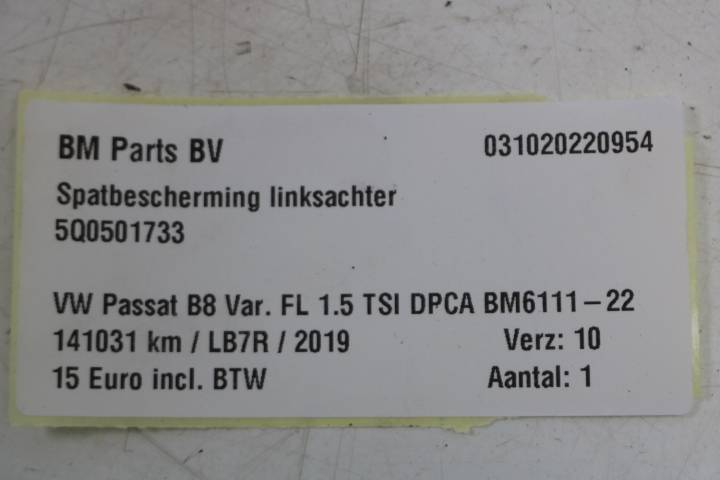 BM Parts BV 031020220954
Spatbescherming linksachter
5Q0501733
VW Passat B8 Var. FL 1.5 TSI DPCA BM6111-22
141031 km / LB7R / 2019 Verz: 10
15 Euro incl. BTW Aantal: 1